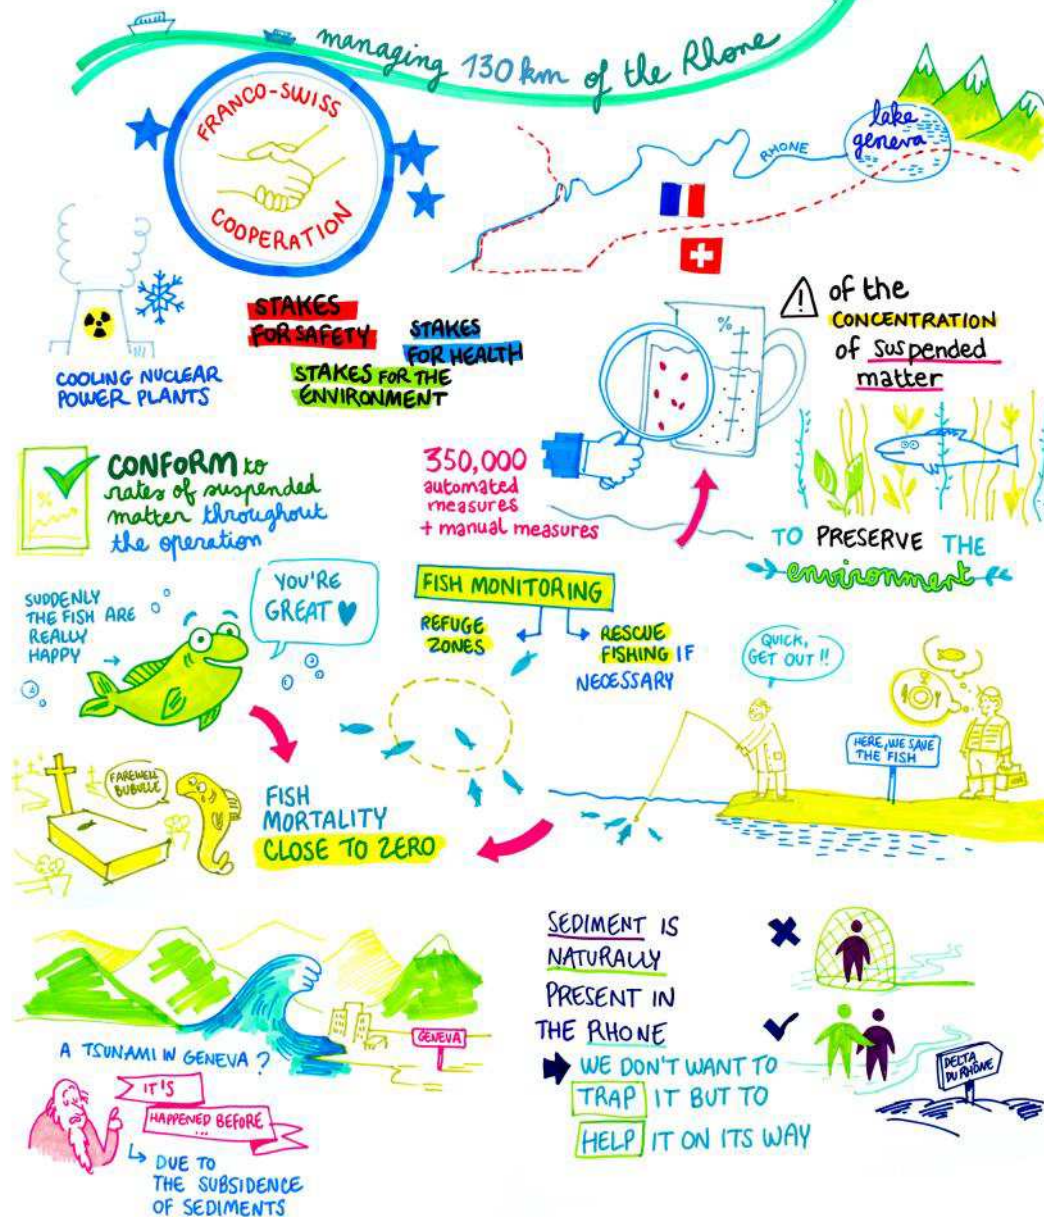 managing 130 km of the Rhone
FRANCO-SWISS
COOPERATION
RHONE
lake
geneva
COOLING NUCLEAR
POWER PLANTS
STAKES
FOR SAFETY
STAKES
FOR HEALTH
STAKES FOR THE
ENVIRONMENT
%
! of the
CONCENTRATION
of suspended
matter
%
CONFORM to
rates of suspended
matter throughout
the operation
350,000
automated
measures
+ manual measures
TO PRESERVE THE
environment
SUDDENLY
THE FISH ARE
REALLY
HAPPY
YOU'RE
GREAT
FISH MONITORING
REFUGE
ZONES
RESCUE
FISHING IF
NECESSARY
QUICK,
GET OUT !!
HERE, WE SAVE
THE FISH
FAREWELL
BUBULLE
FISH
MORTALITY
CLOSE TO ZERO
A TSUNAMI IN GENEVA ?
GENEVA
IT'S
HAPPENED BEFORE
...
DUE TO
THE SUBSIDENCE
OF SEDIMENTS
SEDIMENT IS
NATURALLY
PRESENT IN
THE RHONE
WE DON'T WANT TO
TRAP IT BUT TO
HELP IT ON ITS WAY
DELTA
DU RHÔNE